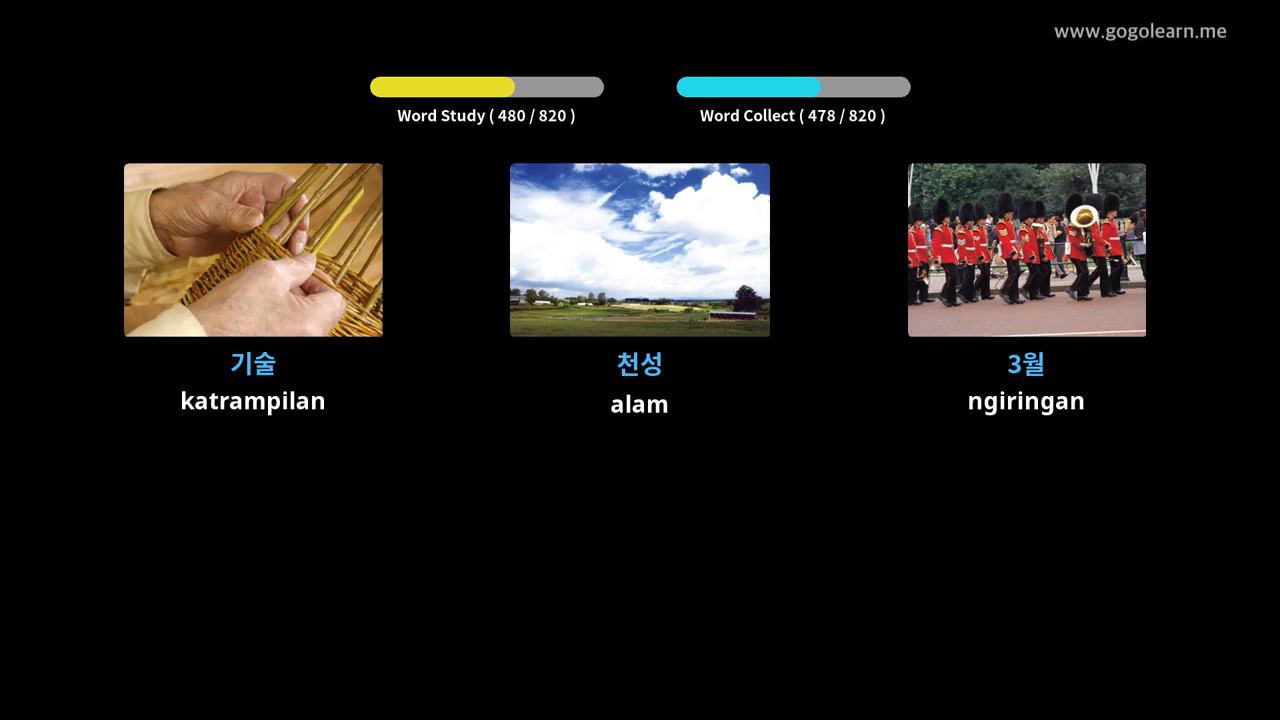 www.gogolearn.me
Word Study ( 480 / 820 )
Word Collect ( 478 / 820 )
기술
katrampilan
천성
alam
3월
ngiringan